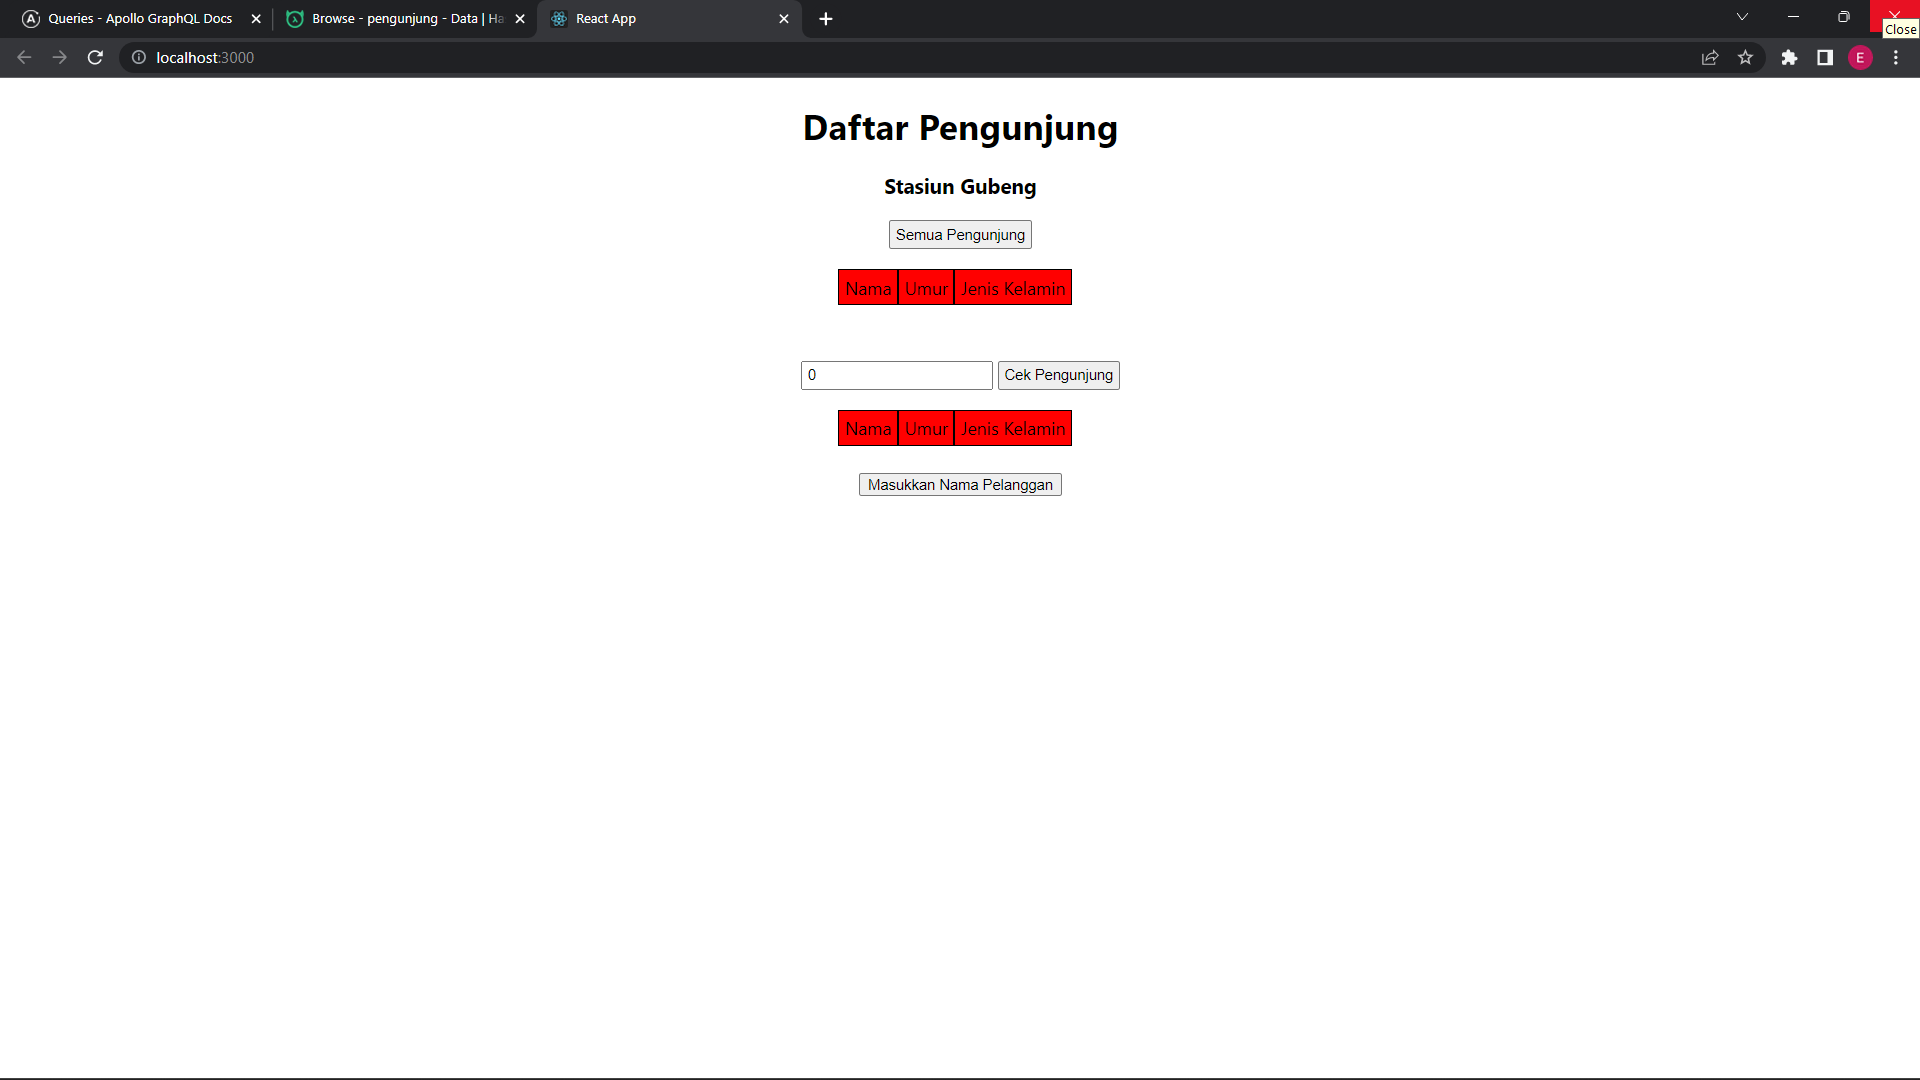 Queries - Apollo GraphQL Docs
Browse - pengunjung - Data | Ha
React App
Close
localhost:3000
E
Daftar Pengunjung
Stasiun Gubeng
Semua Pengunjung
Nama Umur Jenis Kelamin
0 Cek Pengunjung
Nama Umur Jenis Kelamin
Masukkan Nama Pelanggan